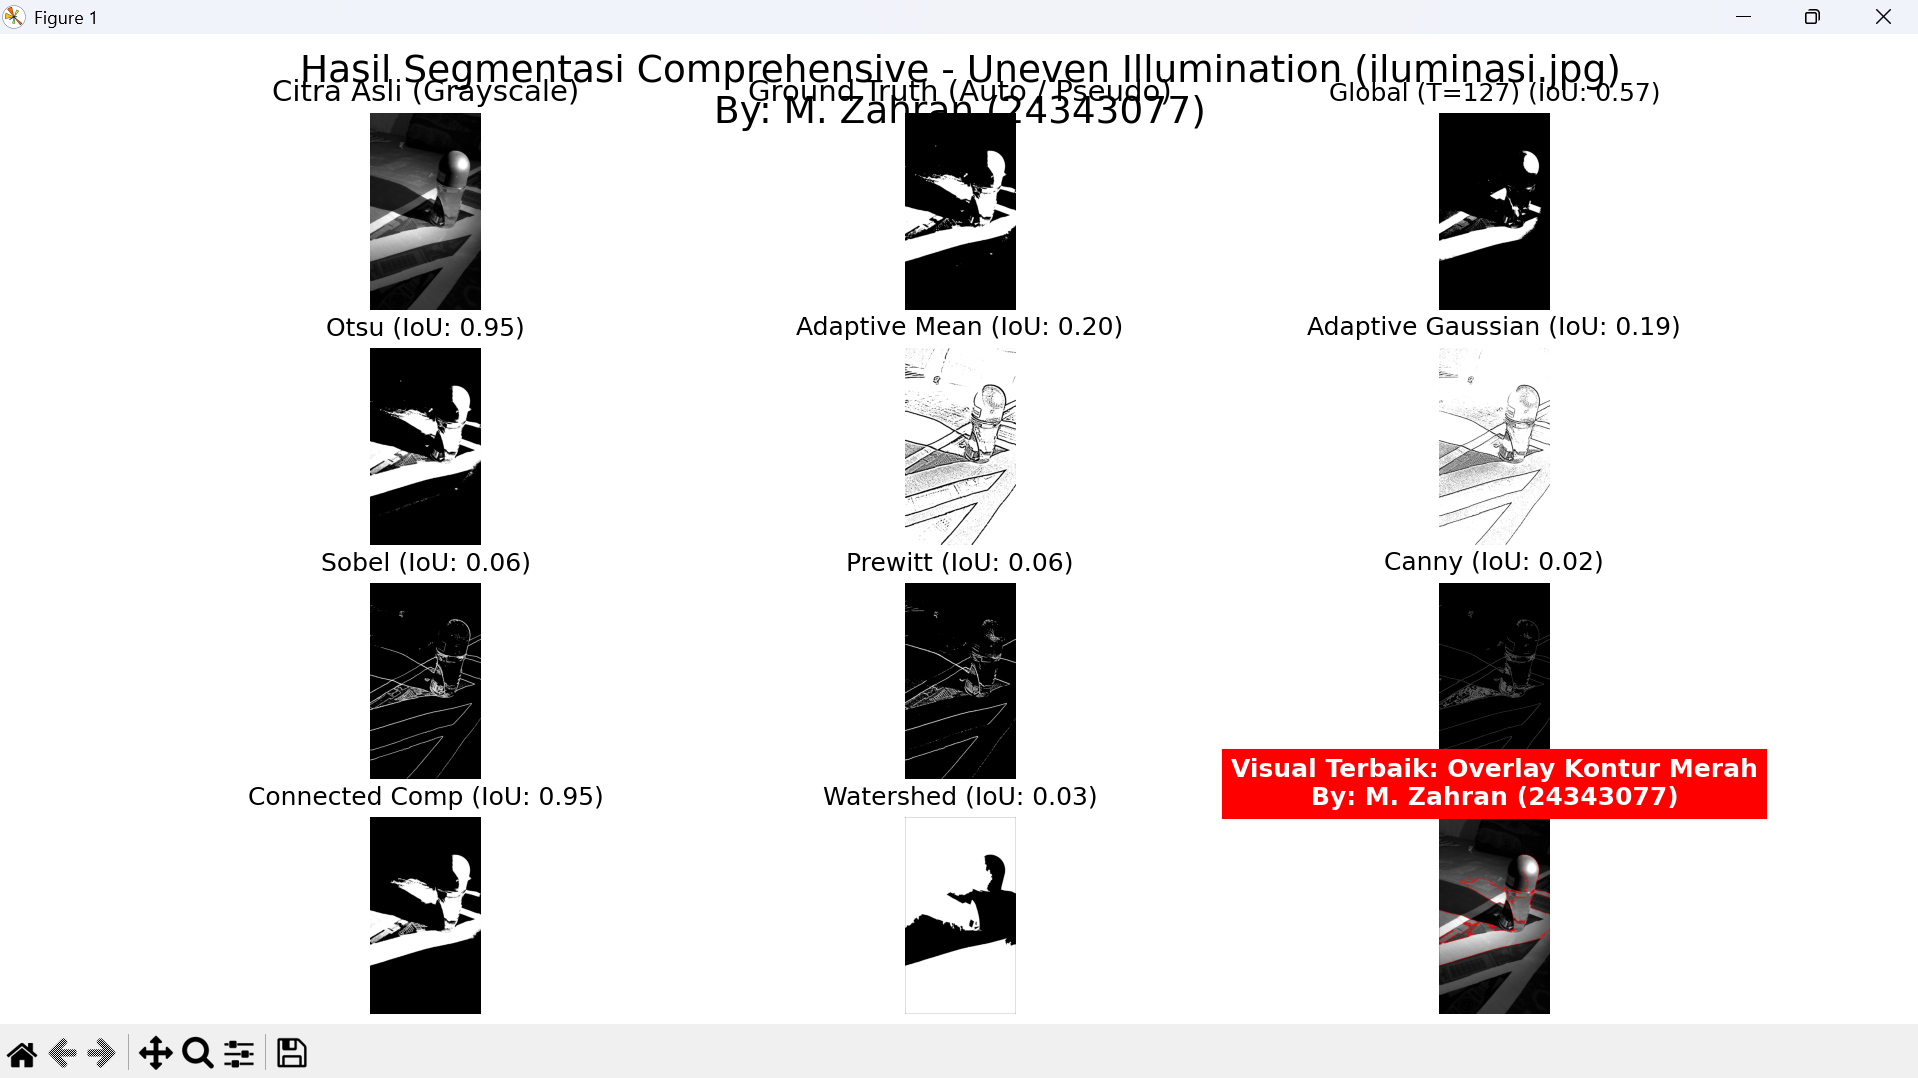 Figure 1
Hasil Segmentasi Comprehensive - Uneven Illumination (iluminasi.jpg)
By: M. Zahran (24343077)
Citra Asli (Grayscale)
Ground Truth (Auto / Pseudo)
Global (T=127) (IoU: 0.57)
Otsu (IoU: 0.95)
Adaptive Mean (IoU: 0.20)
Adaptive Gaussian (IoU: 0.19)
Sobel (IoU: 0.06)
Prewitt (IoU: 0.06)
Canny (IoU: 0.02)
Connected Comp (IoU: 0.95)
Watershed (IoU: 0.03)
Visual Terbaik: Overlay Kontur Merah
By: M. Zahran (24343077)